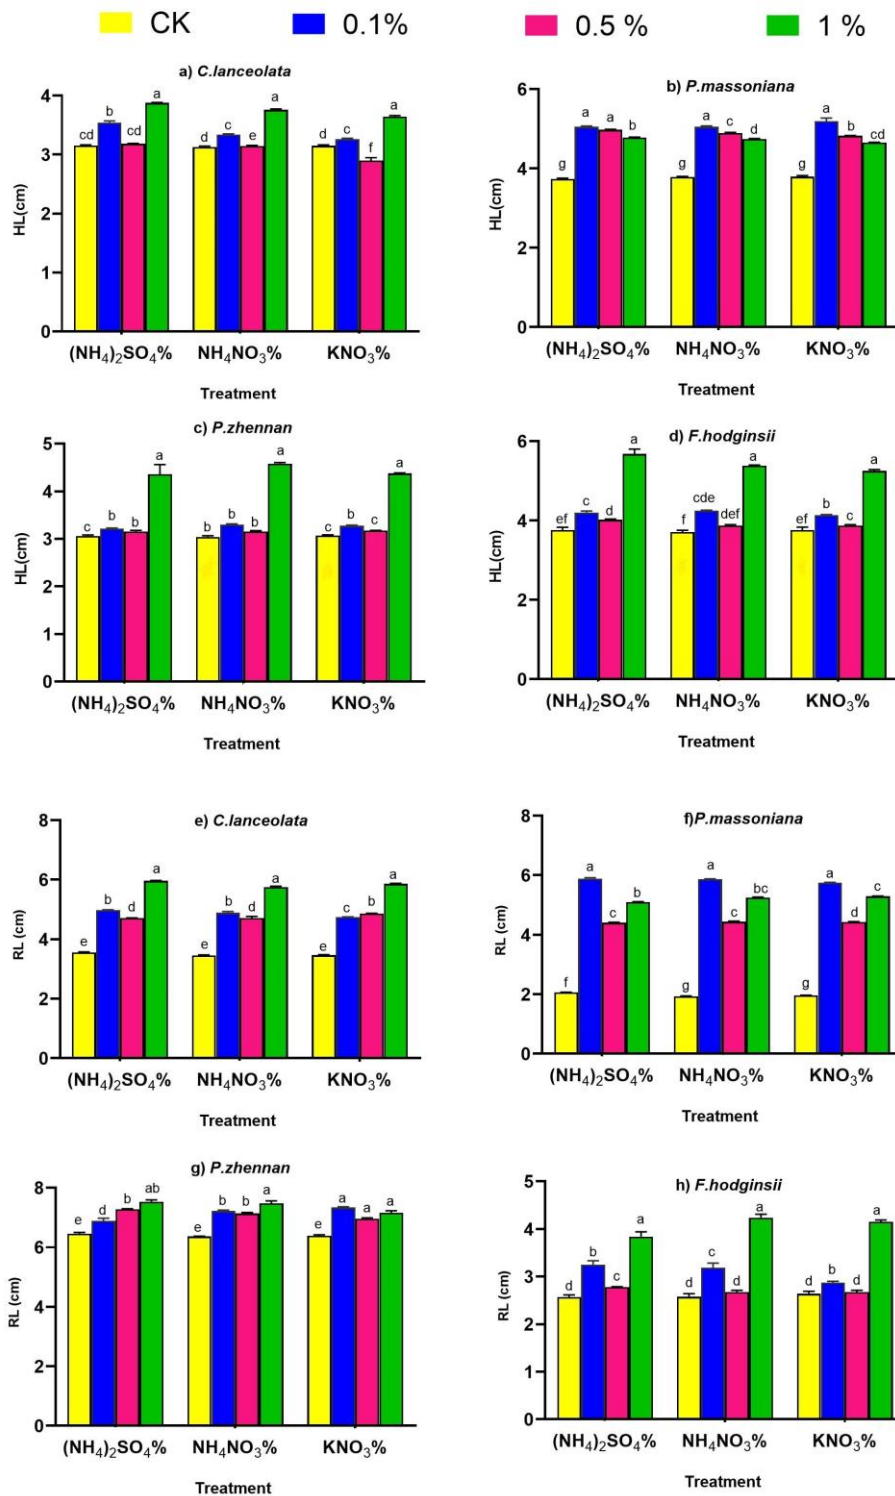 CK 0.1% 0.5 % 1 %
a) C.lanceolata
HL(cm)
4
3
2
1
0
cd b cd a
d c e a
d c f a
(NH4)2SO4% NH4NO3% KNO3%
Treatment
b) P.massoniana
HL(cm)
6
4
2
0
g a a b
g a c d
g a b cd
(NH4)2SO4% NH4NO3% KNO3%
Treatment
c) P.zhennan
HL(cm)
5
4
3
2
1
0
c b b a
b b b a
c b c a
(NH4)2SO4% NH4NO3% KNO3%
Treatment
d) F.hodginsii
HL(cm)
6
4
2
0
ef c d a
f cde def a
ef b c a
(NH4)2SO4% NH4NO3% KNO3%
Treatment
e) C.lanceolata
RL (cm)
8
6
4
2
0
e b d a
e b d a
e c b a
(NH4)2SO4% NH4NO3% KNO3%
Treatment
f)P.massoniana
RL (cm)
8
6
4
2
0
f a c b
g a c bc
g a d c
(NH4)2SO4% NH4NO3% KNO3%
Treatment
g) P.zhennan
RL (cm)
8
6
4
2
0
e d b ab
e b b a
e a a a
(NH4)2SO4% NH4NO3% KNO3%
Treatment
h) F.hodginsii
RL (cm)
5
4
3
2
1
0
d b c a
d c d a
d b d a
(NH4)2SO4% NH4NO3% KNO3%
Treatment